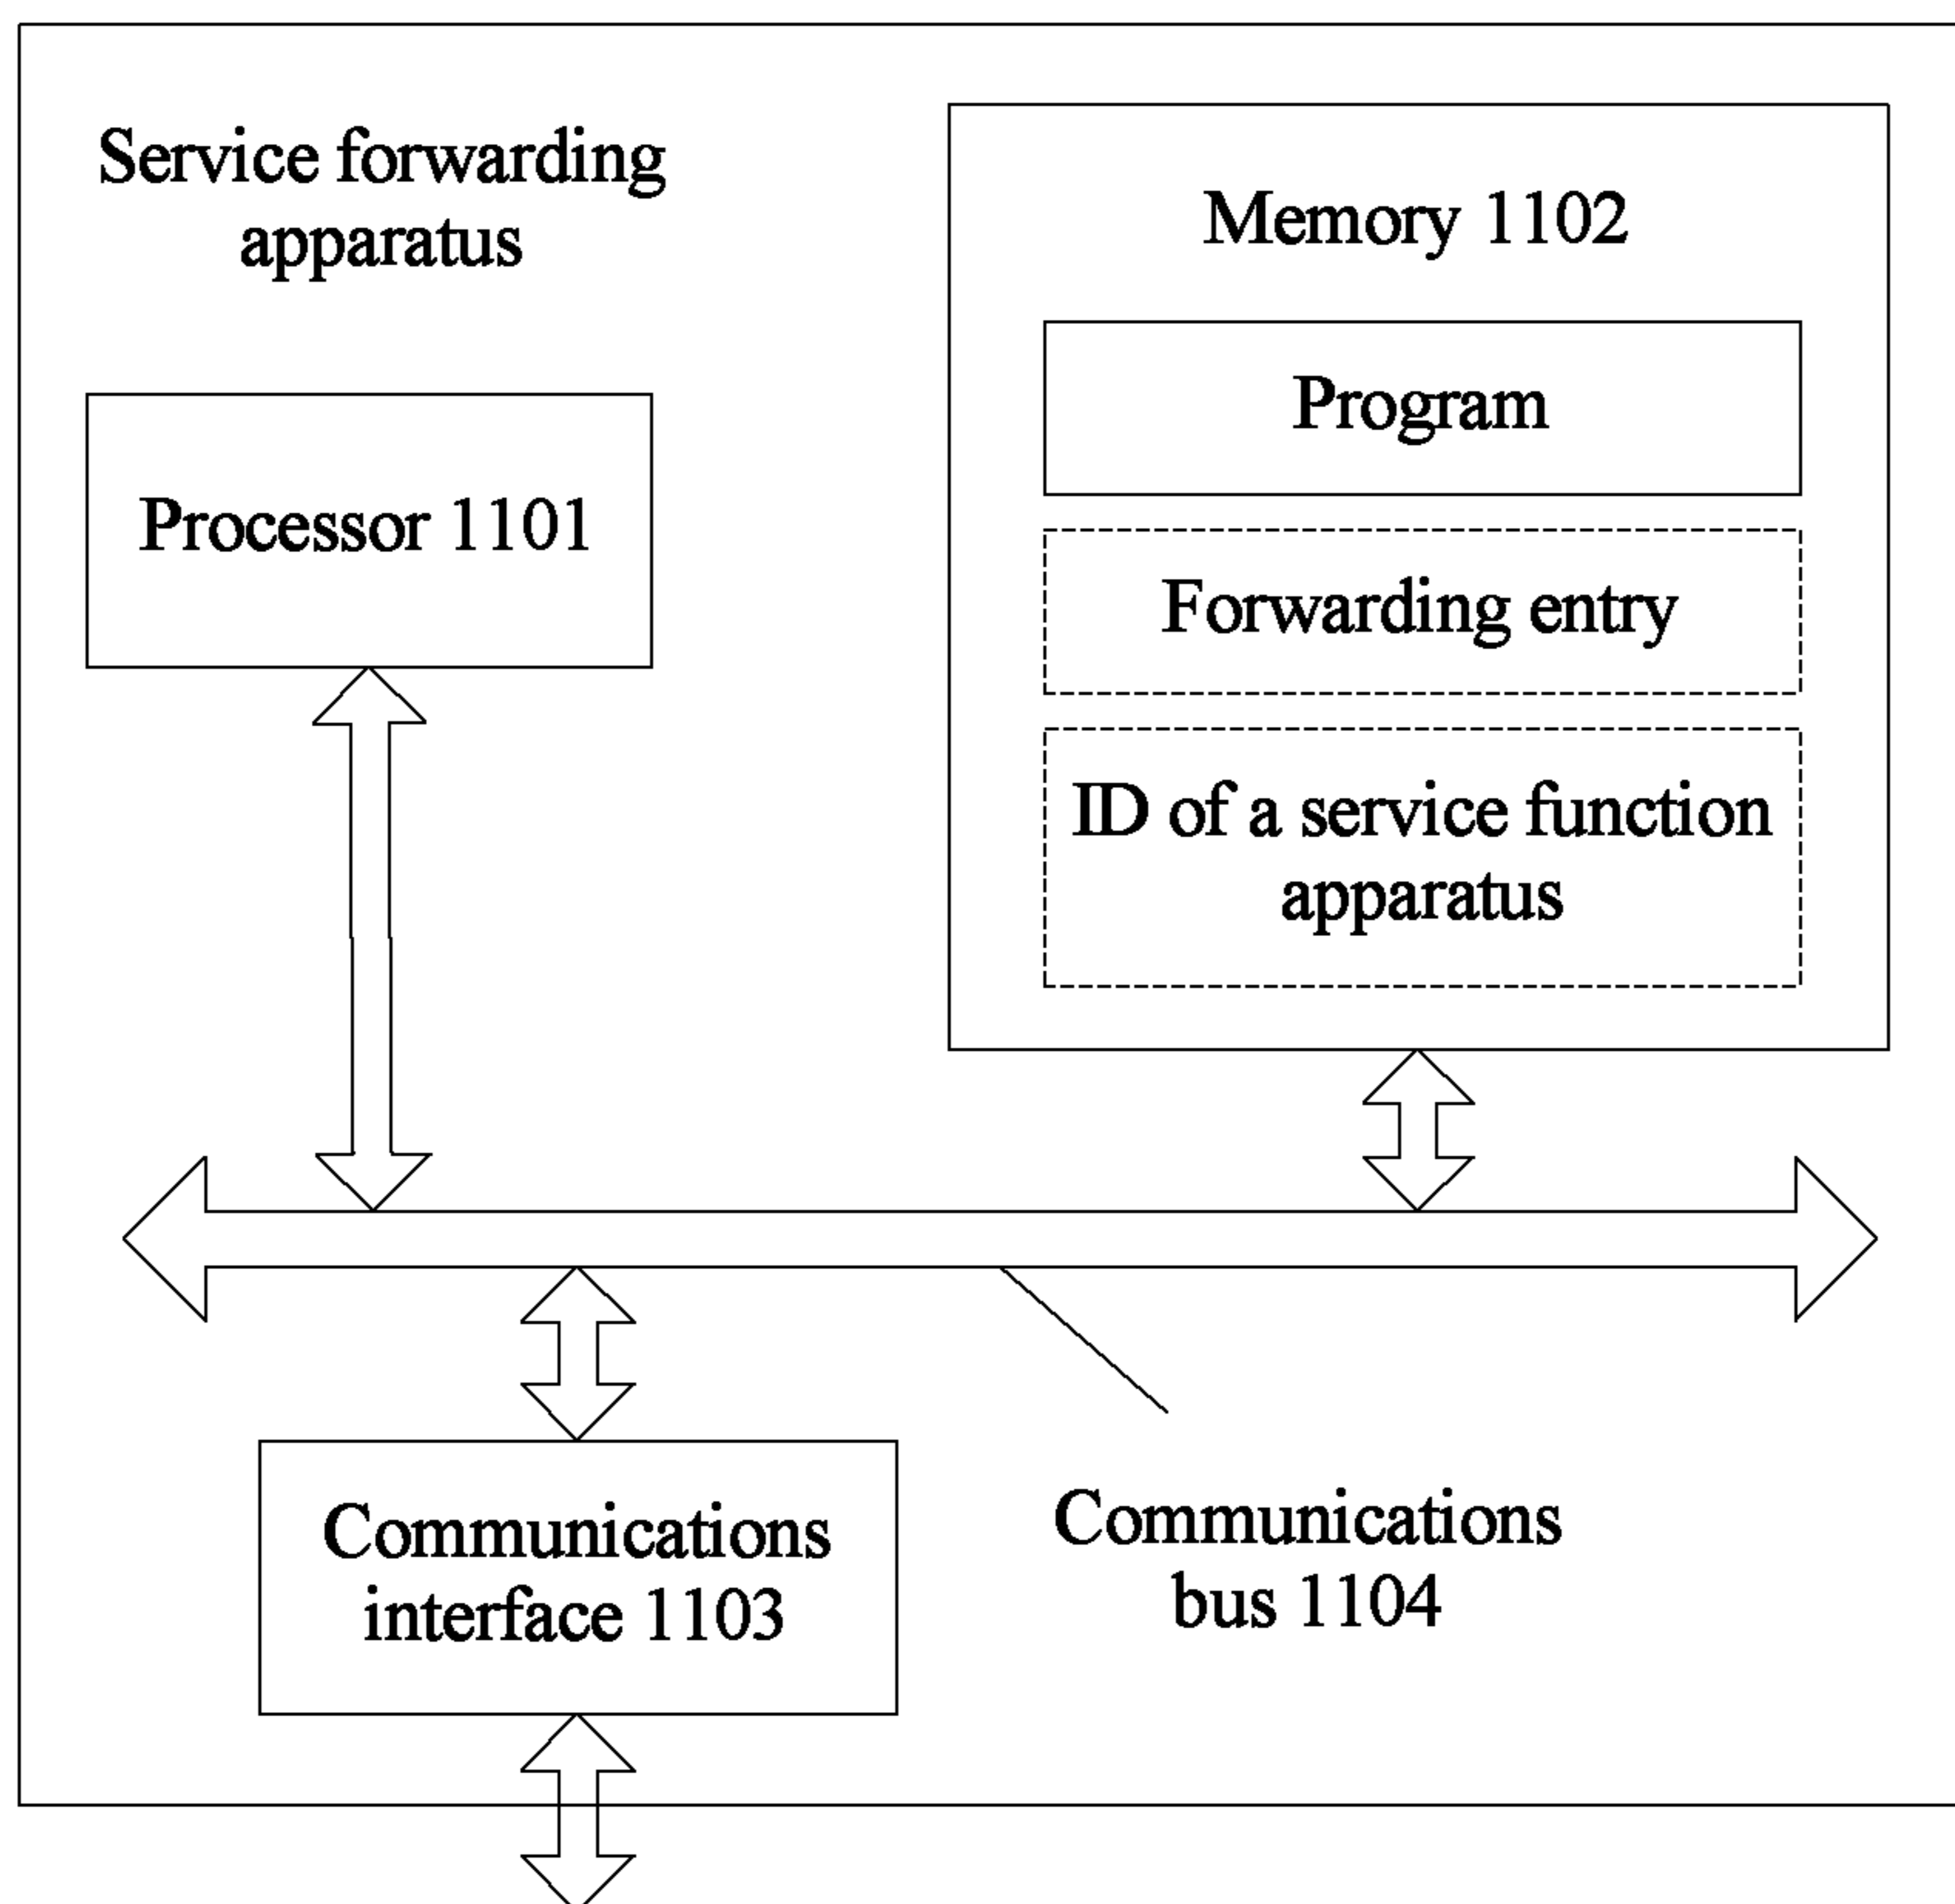 Service forwarding
apparatus
Memory 1102
Program
Processor 1101
Forwarding entry
ID of a service function
apparatus
Communications
interface 1103
Communications
bus 1104